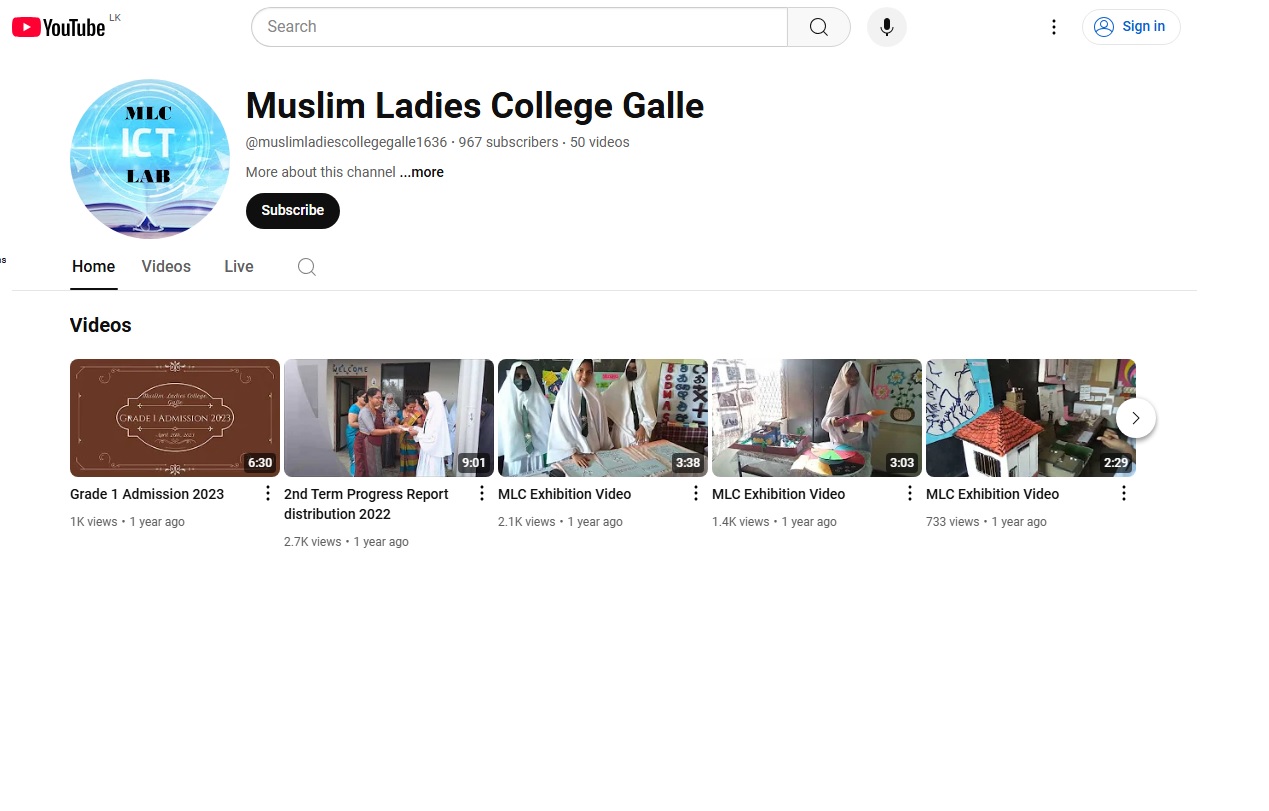 YouTube LK
Search
Sign in
MLC
ICT
LAB
Muslim Ladies College Galle
@muslimladiescollegegalle1636 · 967 subscribers · 50 videos
More about this channel ...more
Subscribe
Home Videos Live
Videos
Muslim Ladies College
Galle
Grade 1 Admission 2023
April 20th, 2023
6:30
WELCOME
9:01
BODMAS
3:38
3:03
2:29
Grade 1 Admission 2023
1K views • 1 year ago
2nd Term Progress Report
distribution 2022
2.7K views • 1 year ago
MLC Exhibition Video
2.1K views • 1 year ago
MLC Exhibition Video
1.4K views • 1 year ago
MLC Exhibition Video
733 views • 1 year ago